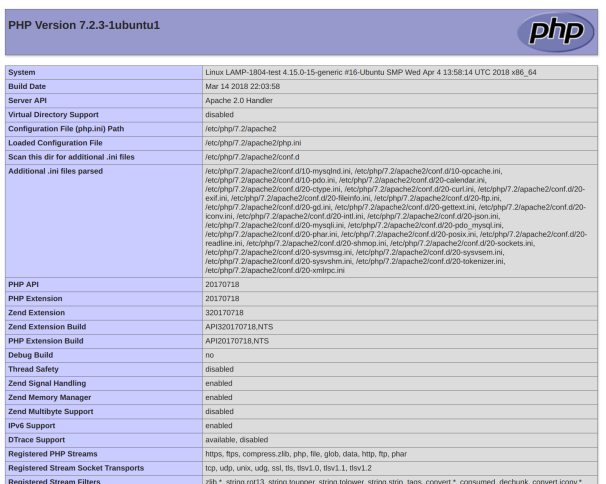 PHP Version 7.2.3-1ubuntu1
php
System Linux LAMP-1804-test 4.15.0-15-generic #16-Ubuntu SMP Wed Apr 4 13:58:14 UTC 2018 x86_64
Build Date Mar 14 2018 22:03:58
Server API Apache 2.0 Handler
Virtual Directory Support disabled
Configuration File (php.ini) Path /etc/php/7.2/apache2
Loaded Configuration File /etc/php/7.2/apache2/php.ini
Scan this dir for additional .ini files /etc/php/7.2/apache2/conf.d
Additional .ini files parsed /etc/php/7.2/apache2/conf.d/10-mysqlnd.ini, /etc/php/7.2/apache2/conf.d/10-opcache.ini,
/etc/php/7.2/apache2/conf.d/10-pdo.ini, /etc/php/7.2/apache2/conf.d/20-calendar.ini,
/etc/php/7.2/apache2/conf.d/20-ctype.ini, /etc/php/7.2/apache2/conf.d/20-curl.ini, /etc/php/7.2/apache2/conf.d/20-
exif.ini, /etc/php/7.2/apache2/conf.d/20-fileinfo.ini, /etc/php/7.2/apache2/conf.d/20-ftp.ini,
/etc/php/7.2/apache2/conf.d/20-gd.ini, /etc/php/7.2/apache2/conf.d/20-gettext.ini, /etc/php/7.2/apache2/conf.d/20-
iconv.ini, /etc/php/7.2/apache2/conf.d/20-intl.ini, /etc/php/7.2/apache2/conf.d/20-json.ini,
/etc/php/7.2/apache2/conf.d/20-mysqli.ini, /etc/php/7.2/apache2/conf.d/20-pdo_mysql.ini,
/etc/php/7.2/apache2/conf.d/20-phar.ini, /etc/php/7.2/apache2/conf.d/20-posix.ini, /etc/php/7.2/apache2/conf.d/20-
readline.ini, /etc/php/7.2/apache2/conf.d/20-shmop.ini, /etc/php/7.2/apache2/conf.d/20-sockets.ini,
/etc/php/7.2/apache2/conf.d/20-sysvmsg.ini, /etc/php/7.2/apache2/conf.d/20-sysvsem.ini,
/etc/php/7.2/apache2/conf.d/20-sysvshm.ini, /etc/php/7.2/apache2/conf.d/20-tokenizer.ini,
/etc/php/7.2/apache2/conf.d/20-xmlrpc.ini
PHP API 20170718
PHP Extension 20170718
Zend Extension 320170718
Zend Extension Build API320170718,NTS
PHP Extension Build API20170718,NTS
Debug Build no
Thread Safety disabled
Zend Signal Handling enabled
Zend Memory Manager enabled
Zend Multibyte Support disabled
IPv6 Support enabled
DTrace Support available, disabled
Registered PHP Streams https, ftps, compress.zlib, php, file, glob, data, http, ftp, phar
Registered Stream Socket Transports tcp, udp, unix, udg, ssl, tls, tlsv1.0, tlsv1.1, tlsv1.2
Registered Stream Filters zlib.*, string.rot13, string.toupper, string.tolower, string.strip_tags, convert.*, consumed, dechunk, convert.iconv.*